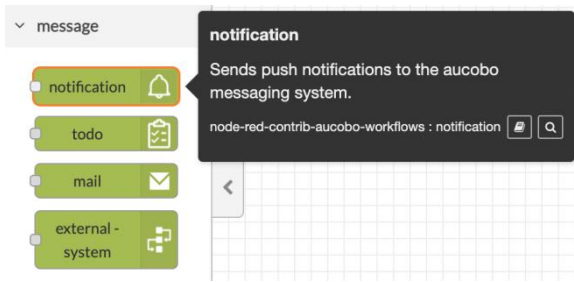 message
notification
todo
mail
external -
system
notification
Sends push notifications to the aucobo
messaging system.
node-red-contrib-aucobo-workflows : notification